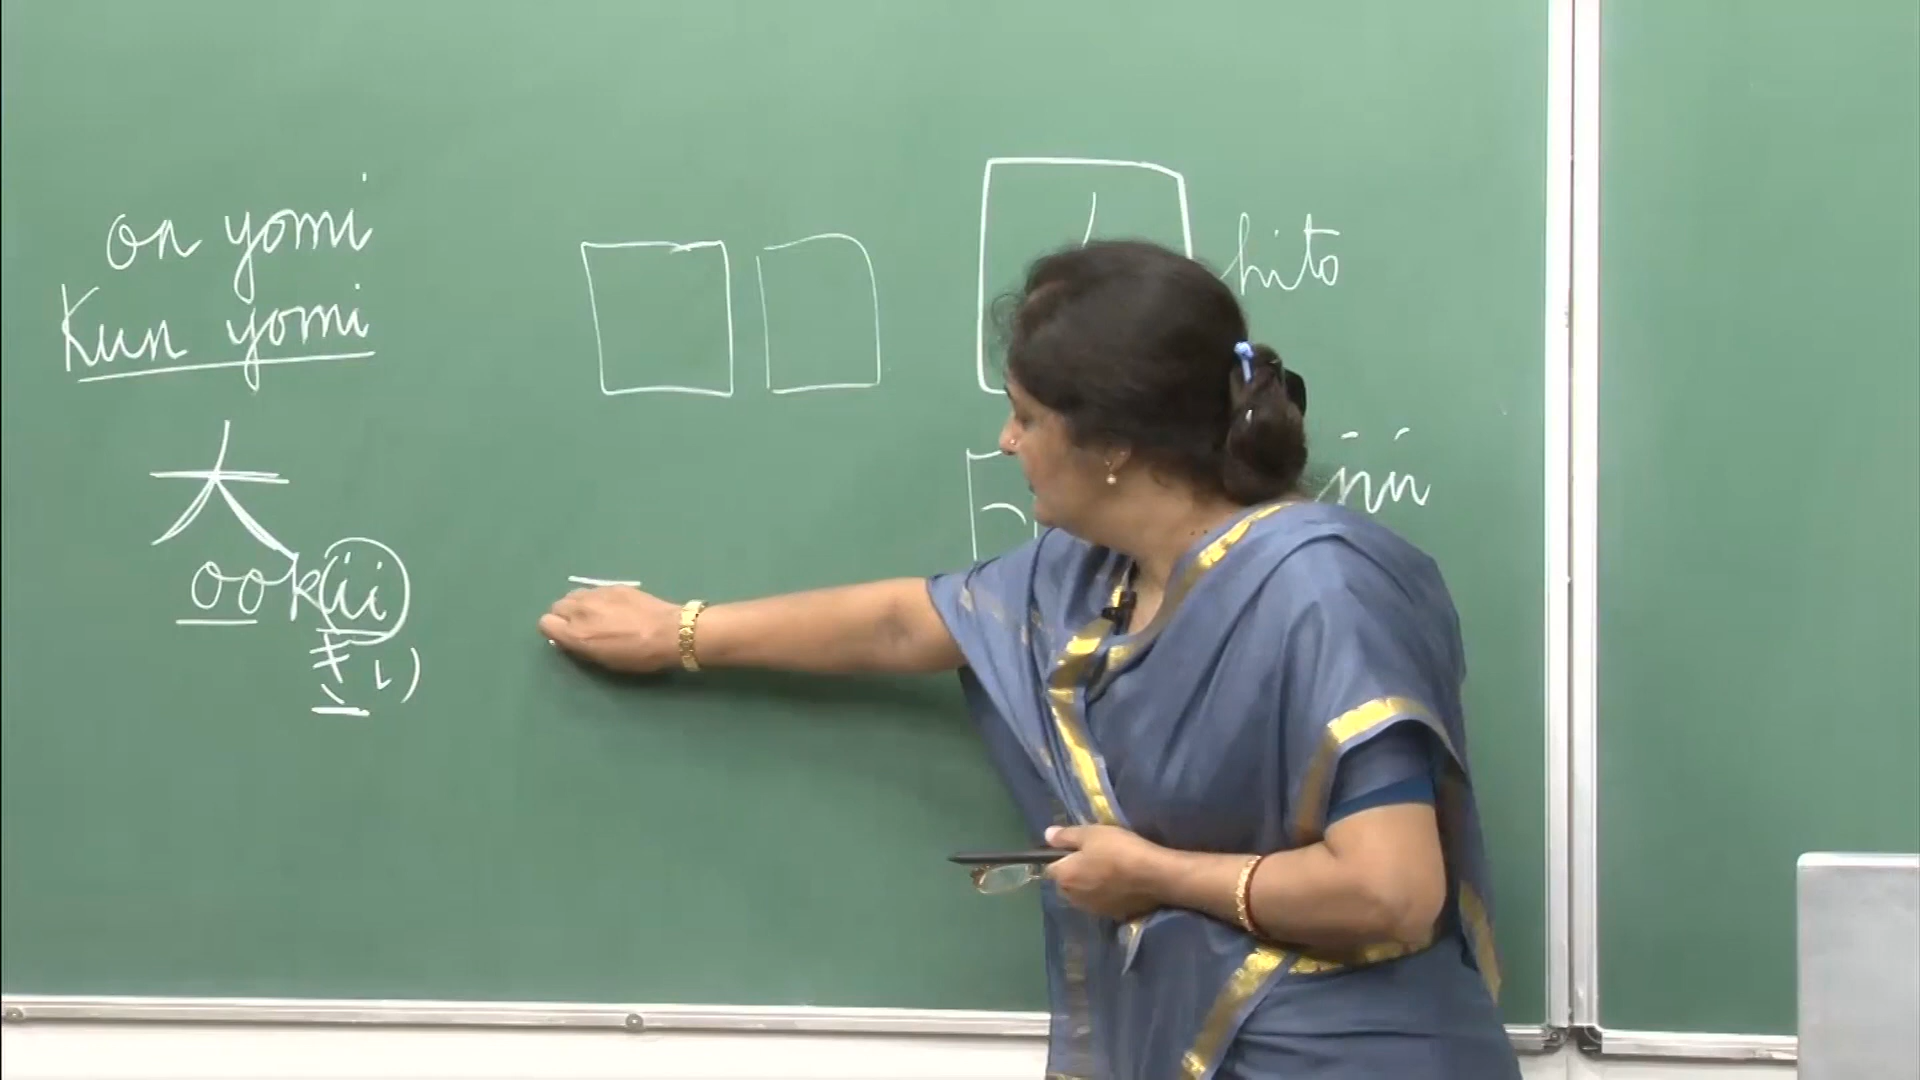 on yomi
Kun yomi
大
ookii
きい
hito